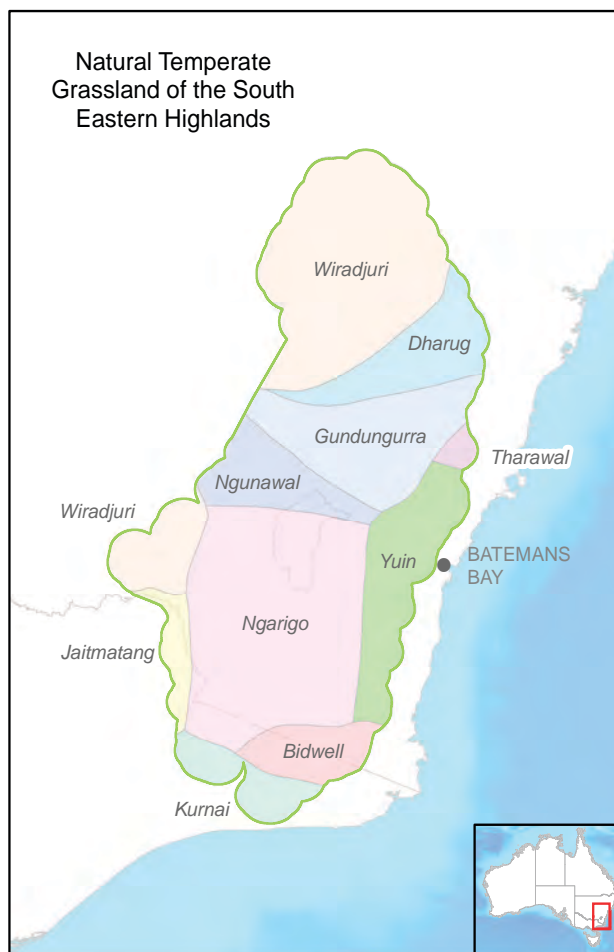 Natural Temperate
Grassland of the South
Eastern Highlands
Wiradjuri
Dharug
Gundungurra
Tharawal
Ngunawal
Wiradjuri
Yuin
BATEMANS
BAY
Ngarigo
Jaitmatang
Bidwell
Kurnai